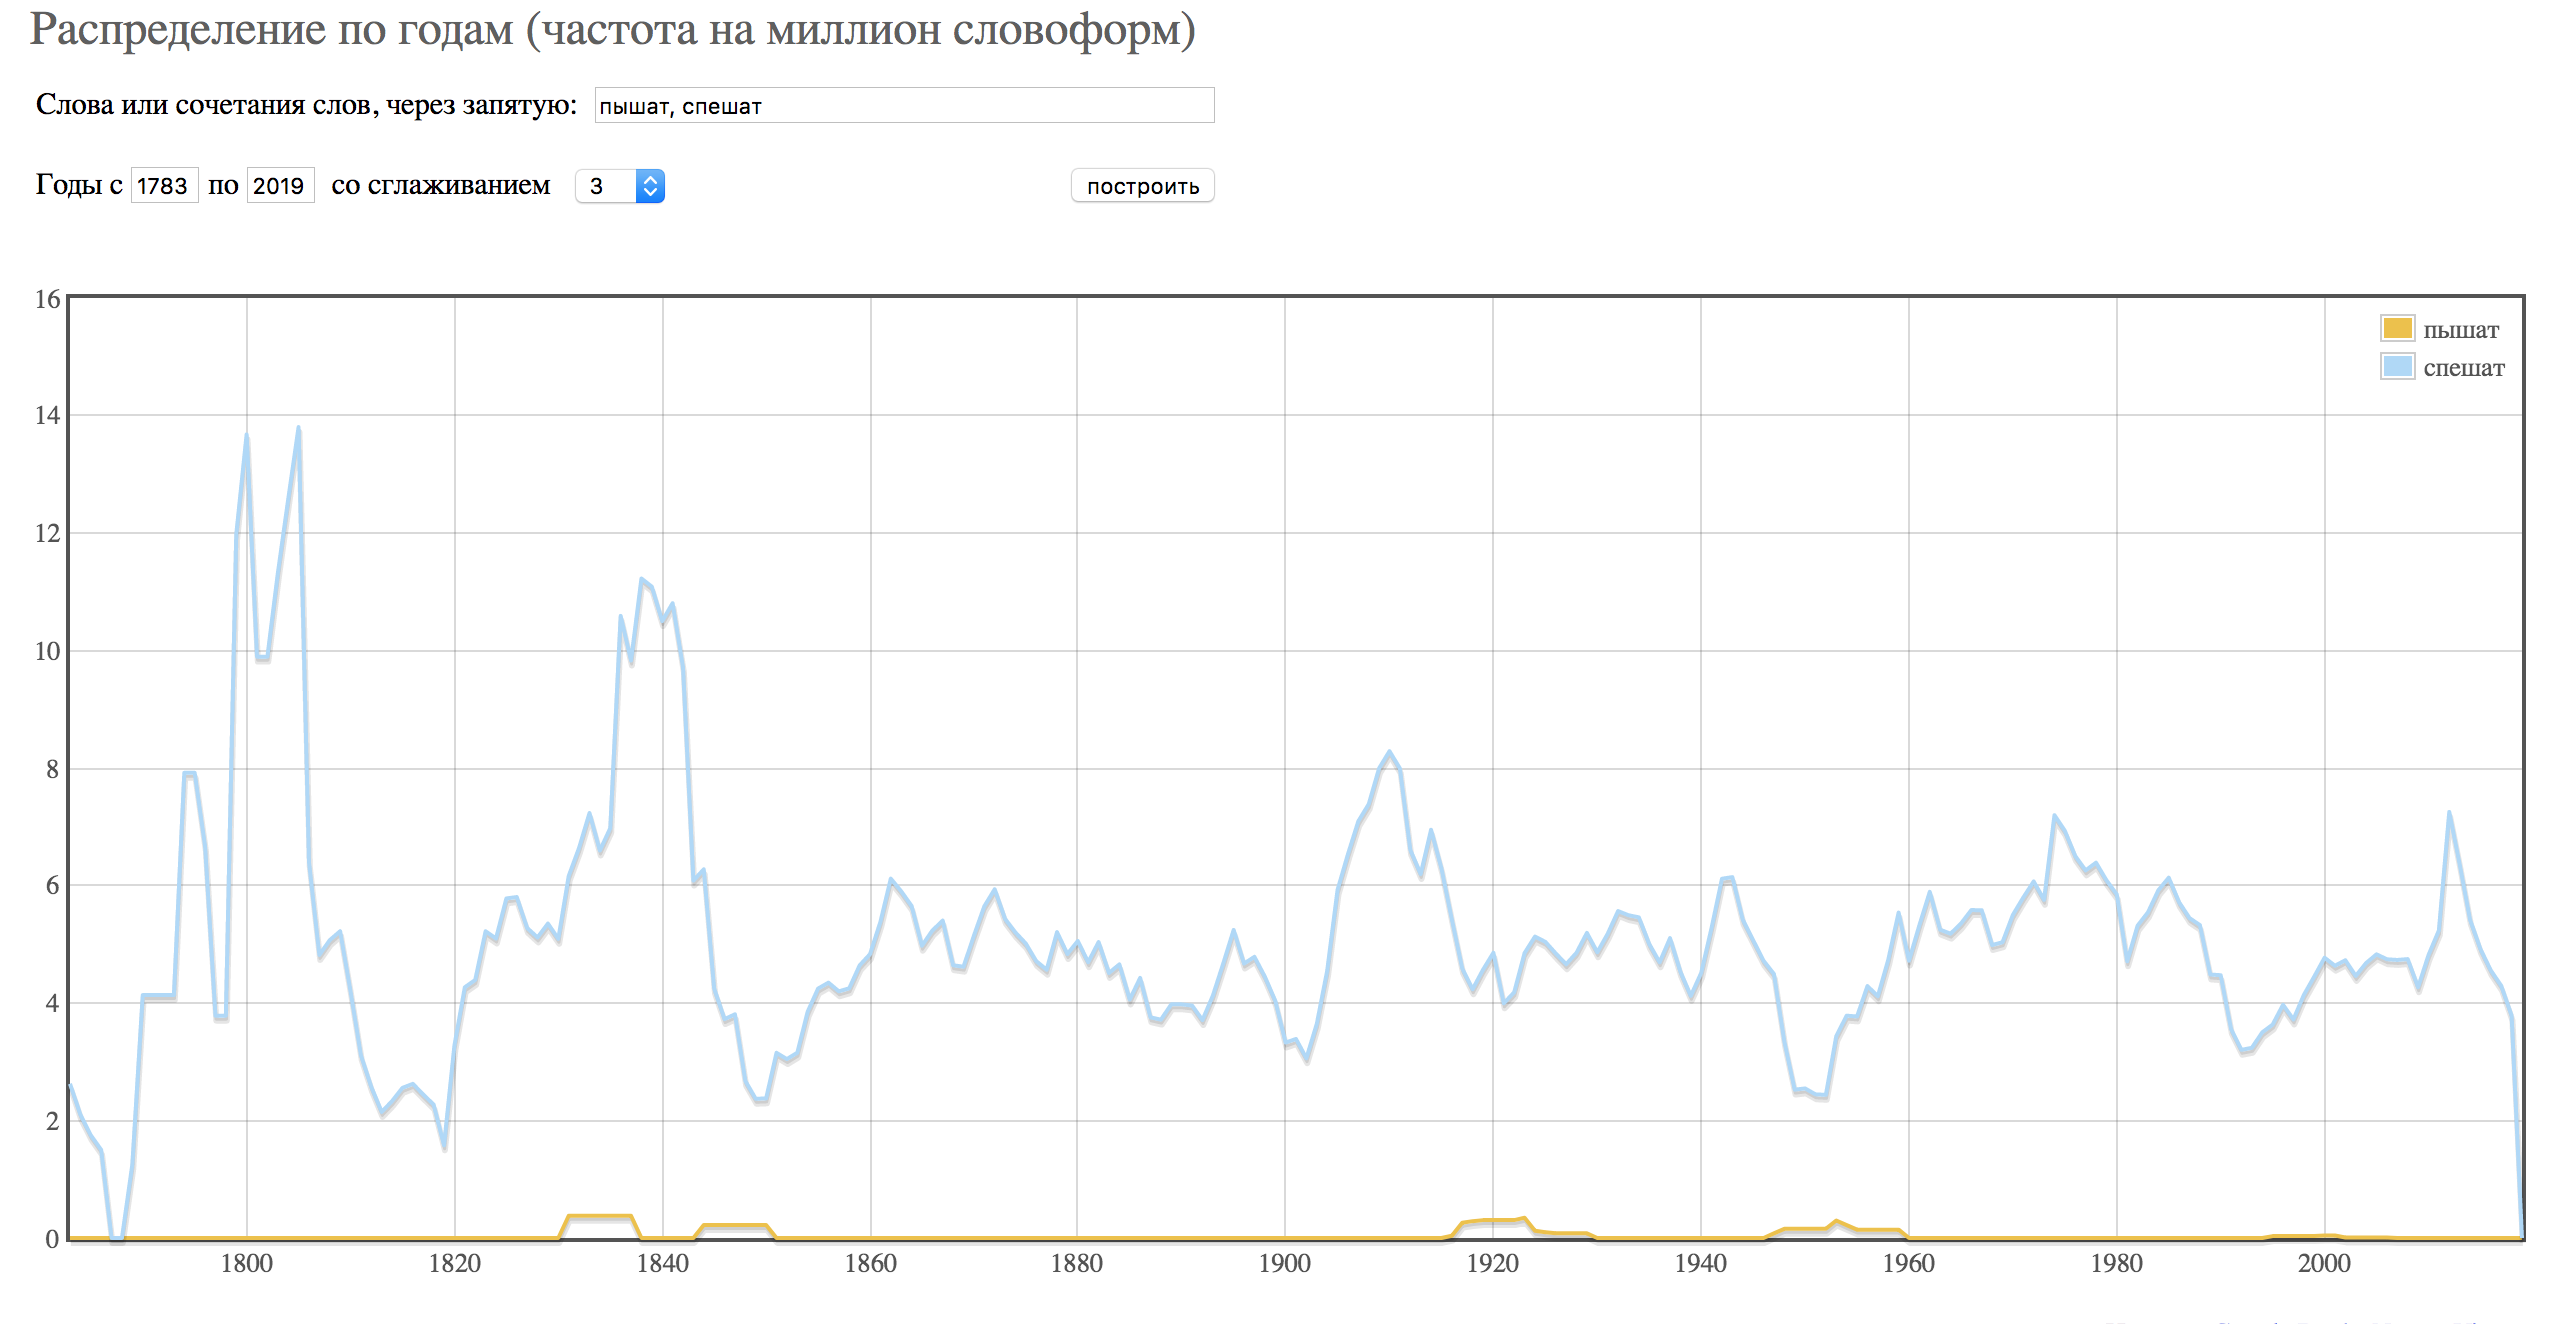 Распределение по годам (частота на миллион словоформ)
Слова или сочетания слов, через запятую: пышат, спешат
Годы с 1783 по 2019 со сглаживанием 3 построить
16
пышат
спешат
14
12
10
8
6
4
2
0
1800 1820 1840 1860 1880 1900 1920 1940 1960 1980 2000